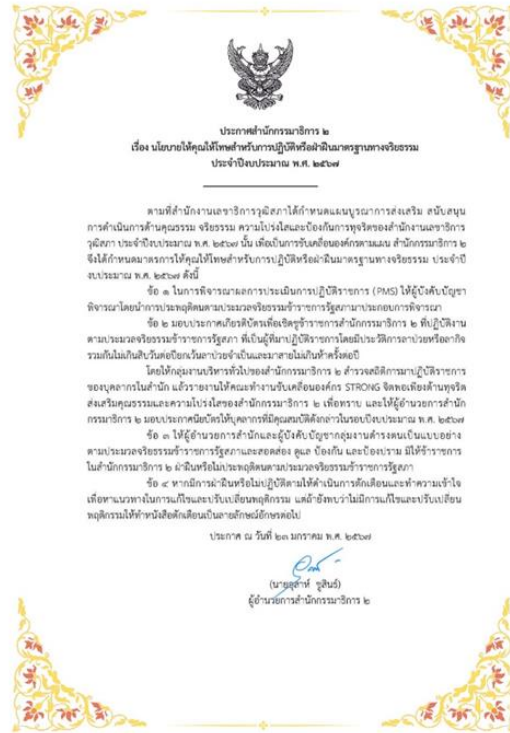 ประกาศสำนักกรรมาธิการ ๒
เรื่อง นโยบายให้คุณให้โทษสำหรับการปฏิบัติหรือฝ่าฝืนมาตรฐานทางจริยธรรม
ประจำปีงบประมาณ พ.ศ. ๒๕๖๗
ตามที่สำนักงานเลขาธิการวุฒิสภาได้กำหนดแผนบูรณาการส่งเสริม สนับสนุน
การดำเนินการด้านคุณธรรม จริยธรรม ความโปร่งใสและป้องกันการทุจริตของสำนักงานเลขาธิการ
วุฒิสภา ประจำปีงบประมาณ พ.ศ. ๒๕๖๗ นั้น เพื่อเป็นการขับเคลื่อนองค์กรตามแผน สำนักกรรมาธิการ ๒
จึงได้กำหนดมาตรการให้คุณให้โทษสำหรับการปฏิบัติหรือฝ่าฝืนมาตรฐานทางจริยธรรม ประจำปี
งบประมาณ พ.ศ. ๒๕๖๗ ดังนี้
ข้อ ๑ ในการพิจารณาผลการประเมินการปฏิบัติราชการ (PMS) ให้ผู้บังคับบัญชา
พิจารณาโดยนำการประพฤติตนตามประมวลจริยธรรมข้าราชการรัฐสภามาประกอบการพิจารณา
ข้อ ๒ มอบประกาศเกียรติบัตรเพื่อเชิดชูข้าราชการสำนักกรรมาธิการ ๒ ที่ปฏิบัติงาน
ตามประมวลจริยธรรมข้าราชการรัฐสภา ที่เป็นผู้ที่มาปฏิบัติราชการโดยมีประวัติการลาป่วยหรือลากิจ
รวมกันไม่เกินสิบวันต่อปียกเว้นลาป่วยจำเป็นและมาสายไม่เกินห้าครั้งต่อปี
โดยให้กลุ่มงานบริหารทั่วไปของสำนักกรรมาธิการ ๒ สำรวจสถิติการมาปฏิบัติราชการ
ของบุคลากรในสำนัก แล้วรายงานให้คณะทำงานขับเคลื่อนองค์กร STRONG จิตพอเพียงต้านทุจริต
ส่งเสริมคุณธรรมและความโปร่งใสของสำนักกรรมาธิการ ๒ เพื่อทราบ และให้ผู้อำนวยการสำนัก
กรรมาธิการ ๒ มอบประกาศนียบัตรให้บุคลากรที่มีคุณสมบัติดังกล่าวในรอบปีงบประมาณ พ.ศ. ๒๕๖๗
ข้อ ๓ ให้ผู้อำนวยการสำนักและผู้บังคับบัญชากลุ่มงานดำรงตนเป็นแบบอย่าง
ตามประมวลจริยธรรมข้าราชการรัฐสภาและสอดส่อง ดูแล ป้องกัน และป้องปราม มิให้ข้าราชการ
ในสำนักกรรมาธิการ ๒ ฝ่าฝืนหรือไม่ประพฤติตนตามประมวลจริยธรรมข้าราชการรัฐสภา
ข้อ ๔ หากมีการฝ่าฝืนหรือไม่ปฏิบัติตามให้ดำเนินการตักเตือนและทำความเข้าใจ
เพื่อหาแนวทางในการแก้ไขและปรับเปลี่ยนพฤติกรรม แต่ถ้ายังพบว่าไม่มีการแก้ไขและปรับเปลี่ยน
พฤติกรรมให้ทำหนังสือตักเตือนเป็นลายลักษณ์อักษรต่อไป
ประกาศ ณ วันที่ ๒๓ มกราคม พ.ศ. ๒๕๖๗
ผู้อำนวยการสำนักกรรมาธิการ ๒